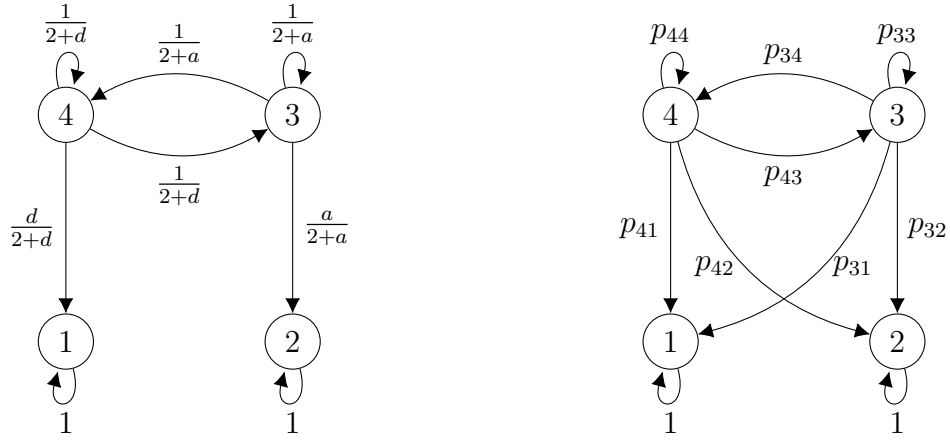 1/(2+d) 1/(2+a) 1/(2+a)
4 3
1/(2+d)
d/(2+d) a/(2+a)
1 2
1 1
p₄₄ p₃₄ p₃₃
4 3
p₄₃
p₄₁ p₄₂ p₃₁ p₃₂
1 2
1 1